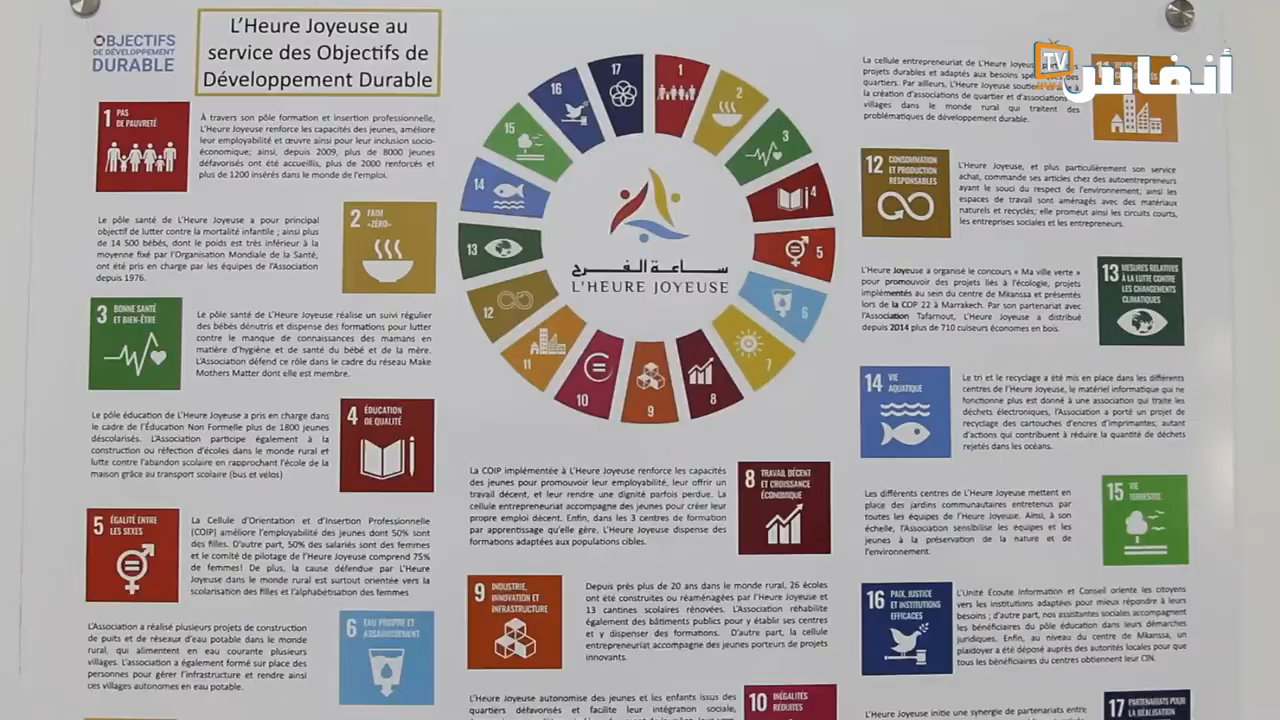 OBJECTIFS
DE DÉVELOPPEMENT
DURABLE
L'Heure Joyeuse au
service des Objectifs de
Développement Durable
1 PAS
DE PAUVRETÉ
À travers son pôle formation et insertion professionnelle,
L'Heure Joyeuse renforce les capacités des jeunes, améliore
leur employabilité et œuvre ainsi pour leur inclusion socio-
économique; ainsi, depuis 2009, plus de 8000 jeunes
défavorisés ont été accueillis, plus de 2000 renforcés et
plus de 1200 insérés dans le monde de l'emploi.
Le pôle santé de L'Heure Joyeuse a pour principal
objectif de lutter contre la mortalité infantile ; ainsi plus
de 14 500 bébés, dont le poids est très inférieur à la
moyenne fixé par l'Organisation Mondiale de la Santé,
ont été pris en charge par les équipes de l'Association
depuis 1976.
2 FAIM
«ZÉRO»
3 BONNE SANTÉ
ET BIEN-ÊTRE
Le pôle santé de L'Heure Joyeuse réalise un suivi régulier
des bébés dénutris et dispense des formations pour lutter
contre le manque de connaissances des mamans en
matière d'hygiène et de santé du bébé et de la mère.
L'Association défend ce rôle dans le cadre du réseau Make
Mothers Matter dont elle est membre.
Le pôle éducation de L'Heure Joyeuse a pris en charge dans
le cadre de l'Éducation Non Formelle plus de 1800 jeunes
déscolarisés. L'Association participe également à la
construction ou réfection d'écoles dans le monde rural et
lutte contre l'abandon scolaire en rapprochant l'école de la
maison grâce au transport scolaire (bus et vélos)
4 ÉDUCATION
DE QUALITÉ
5 ÉGALITÉ ENTRE
LES SEXES
La Cellule d'Orientation et d'Insertion Professionnelle
(COIP) améliore l'employabilité des jeunes dont 50% sont
des filles. D'autre part, 50% des salariés sont des femmes
et le comité de pilotage de l'Heure Joyeuse comprend 75%
de femmes! De plus, la cause défendue par L'Heure
Joyeuse dans le monde rural est surtout orientée vers la
scolarisation des filles et l'alphabétisation des femmes
L'Association a réalisé plusieurs projets de construction
de puits et de réseaux d'eau potable dans le monde
rural, qui alimentent en eau courante plusieurs
villages. L'association a également formé sur place des
personnes pour gérer l'infrastructure et rendre ainsi
ces villages autonomes en eau potable.
6 EAU PROPRE ET
ASSAINISSEMENT
1
2
3
4
5
6
7
8
9
10
11
12
13
14
15
16
17
ساعة الفرح
L'HEURE JOYEUSE
La COIP implémentée à L'Heure Joyeuse renforce les capacités
des jeunes pour promouvoir leur employabilité, leur offrir un
travail décent, et leur rendre une dignité parfois perdue. La
cellule entrepreneuriat accompagne des jeunes pour créer leur
propre emploi décent. Enfin, dans les 3 centres de formation
par apprentissage qu'elle gère, L'Heure Joyeuse dispense des
formations adaptées aux populations cibles.
8 TRAVAIL DÉCENT
ET CROISSANCE
ÉCONOMIQUE
9 INDUSTRIE,
INNOVATION ET
INFRASTRUCTURE
Depuis près plus de 20 ans dans le monde rural, 26 écoles
ont été construites ou réaménagées par l'Heure Joyeuse et
13 cantines scolaires rénovées. L'Association réhabilite
également des bâtiments publics pour y établir ses centres
et y dispenser des formations. D'autre part, la cellule
entrepreneuriat accompagne des jeunes porteurs de projets
innovants.
L'Heure Joyeuse autonomise des jeunes et les enfants issus des
quartiers défavorisés et facilite leur intégration sociale,
10 INÉGALITÉS
RÉDUITES
La cellule entrepreneuriat de L'Heure Joyeuse
projets durables et adaptés aux besoins des
quartiers. Par ailleurs, L'Heure Joyeuse soutient à
la création d'associations de quartier et d'associations
villages dans le monde rural qui traitent des
problématiques de développement durable.
11
TV أنفاس
12 CONSOMMATION
ET PRODUCTION
RESPONSABLES
L'Heure Joyeuse, et plus particulièrement son service
achat, commande ses articles chez des autoentrepreneurs
ayant le souci du respect de l'environnement; ainsi les
espaces de travail sont aménagés avec des matériaux
naturels et recyclés; elle promeut ainsi les circuits courts,
les entreprises sociales et les entrepreneurs.
L'Heure Joyeuse a organisé le concours « Ma ville verte »
pour promouvoir des projets liés à l'écologie, projets
implémentés au sein du centre de Mkanssa et présentés
lors de la COP 22 à Marrakech. Par son partenariat avec
l'Association Tafarnout, L'Heure Joyeuse a distribué
depuis 2014 plus de 710 cuiseurs économes en bois.
13 MESURES RELATIVES
À LA LUTTE CONTRE
LES CHANGEMENTS
CLIMATIQUES
14 VIE
AQUATIQUE
Le tri et le recyclage a été mis en place dans les différents
centres de l'Heure Joyeuse, le matériel informatique qui ne
fonctionne plus est donné à une association qui traite les
déchets électroniques, l'Association a porté un projet de
recyclage des cartouches d'encres d'imprimantes; autant
d'actions qui contribuent à réduire la quantité de déchets
rejetés dans les océans.
Les différents centres de L'Heure Joyeuse mettent en
place des jardins communautaires entretenus par
toutes les équipes de l'Heure Joyeuse. Ainsi, à son
échelle, l'Association sensibilise les équipes et les
jeunes à la préservation de la nature et de
l'environnement.
15 VIE
TERRESTRE
16 PAIX, JUSTICE
ET INSTITUTIONS
EFFICACES
L'Unité Écoute Information et Conseil oriente les citoyens
vers les institutions adaptées pour mieux répondre à leurs
besoins ; d'autre part, nos assistantes sociales accompagnent
les bénéficiaires du pôle éducation dans leurs démarches
juridiques. Enfin, au niveau du centre de Mkanssa, un
plaidoyer a été déposé auprès des autorités locales pour que
tous les bénéficiaires du centres obtiennent leur CIN.
L'Heure Joyeuse initie une synergie de partenariats entre
17 PARTENARIATS POUR
LA RÉALISATION